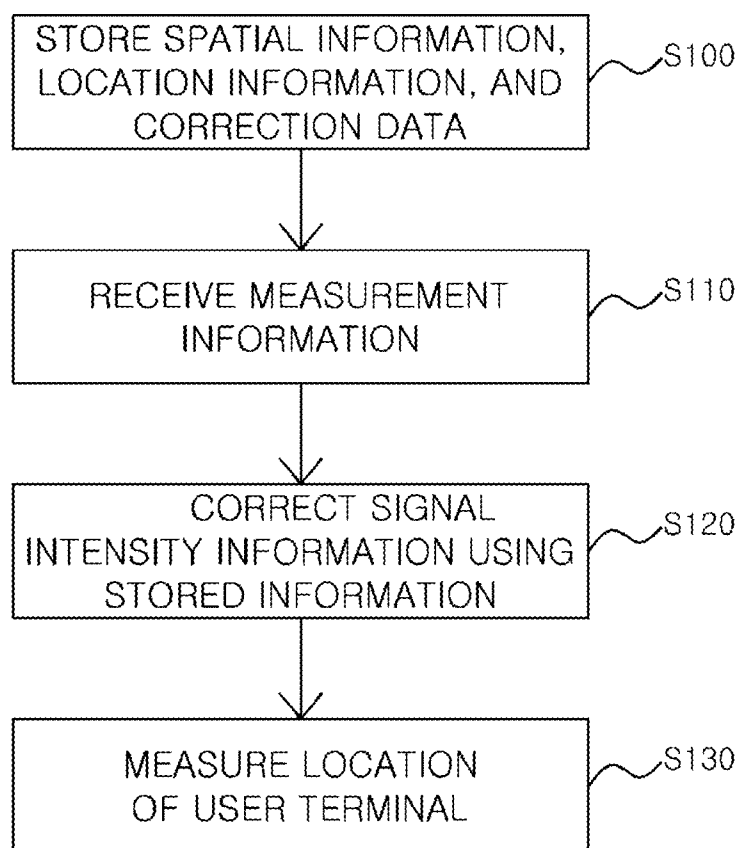 STORE SPATIAL INFORMATION,
LOCATION INFORMATION, AND
CORRECTION DATA
S100
RECEIVE MEASUREMENT
INFORMATION
S110
CORRECT SIGNAL
INTENSITY INFORMATION USING
STORED INFORMATION
S120
MEASURE LOCATION
OF USER TERMINAL
S130